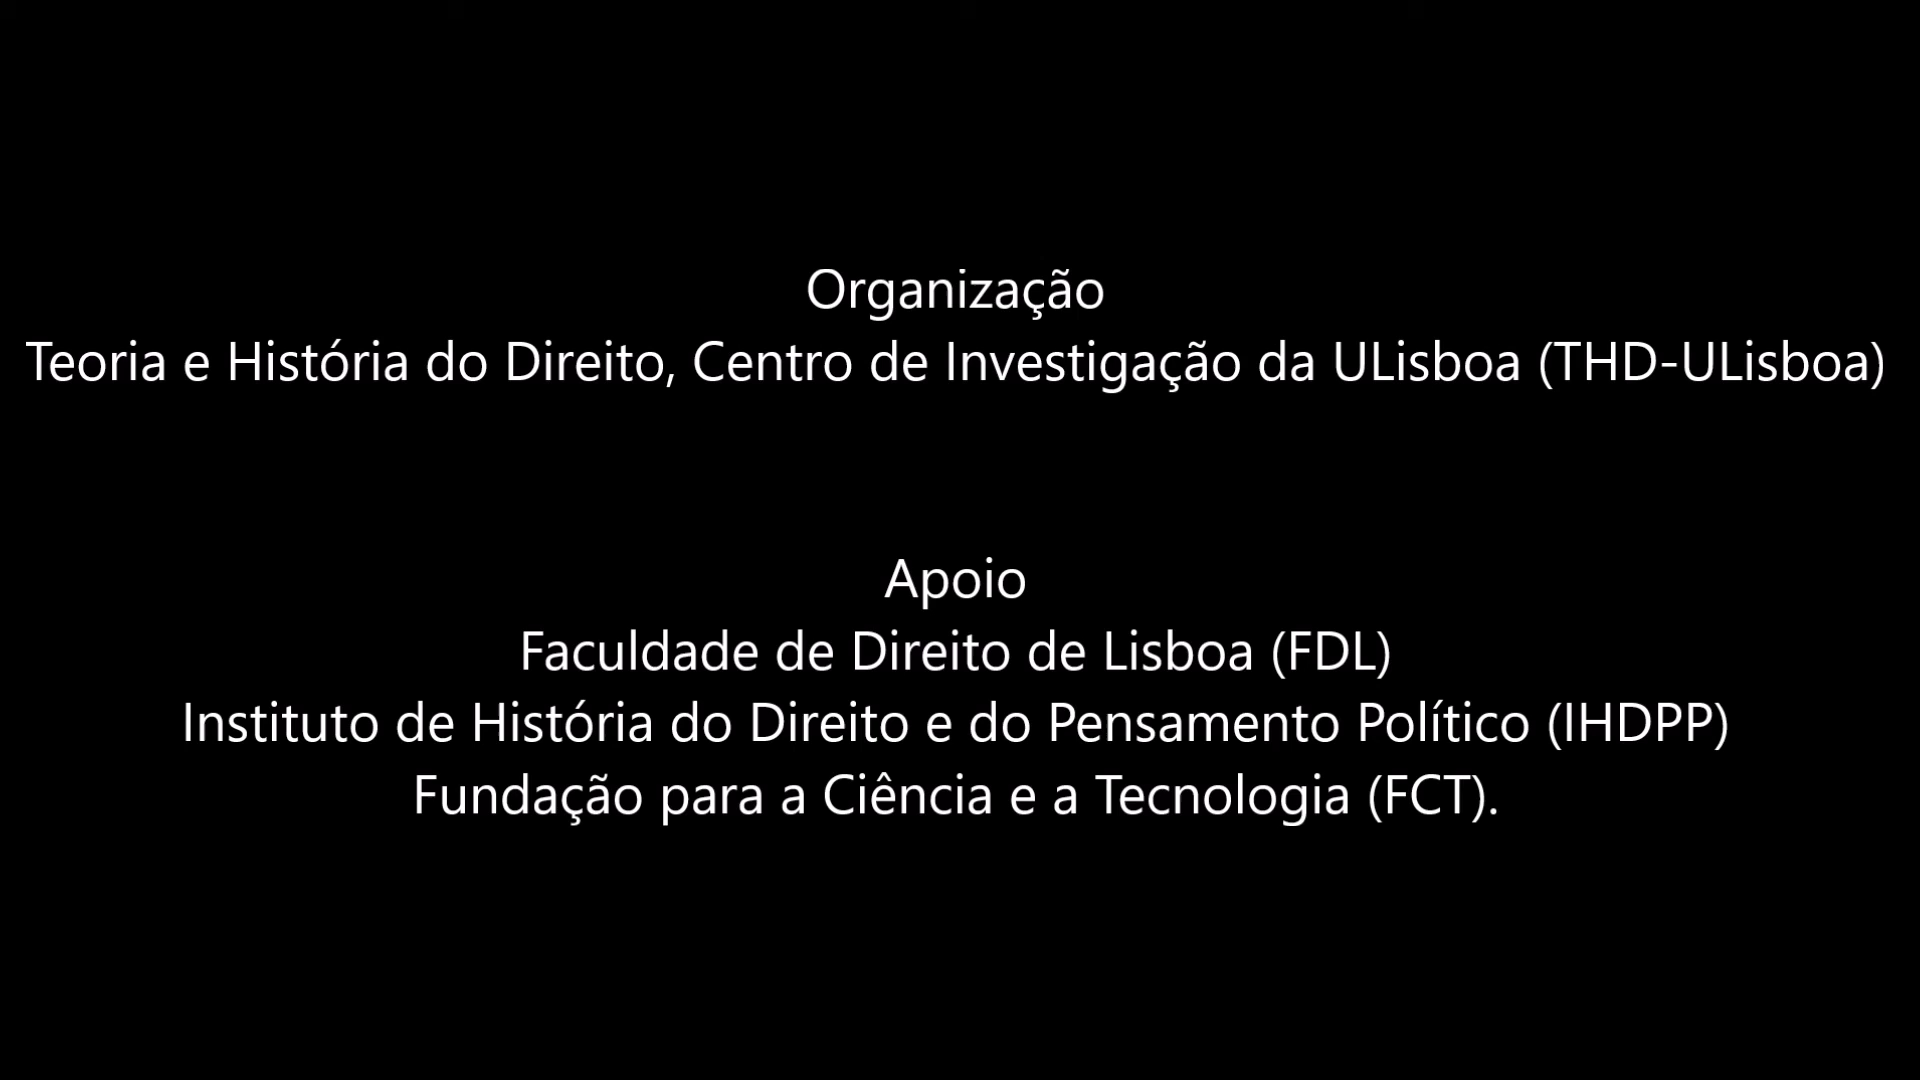 Organização
Teoria e História do Direito, Centro de Investigação da ULisboa (THD-ULisboa)
Apoio
Faculdade de Direito de Lisboa (FDL)
Instituto de História do Direito e do Pensamento Político (IHDPP)
Fundação para a Ciência e a Tecnologia (FCT).